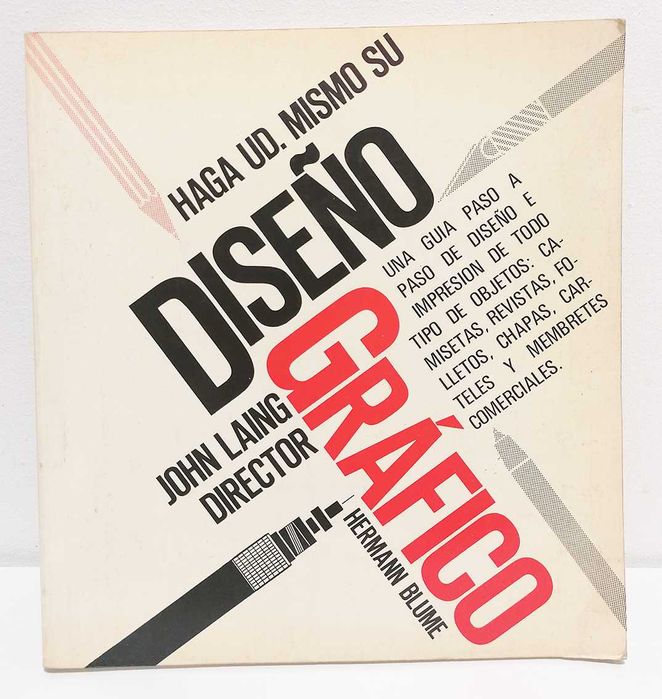 HAGA UD. MISMO SU
DISEÑO
GRÁFICO
UNA GUIA PASO A
PASO DE DISEÑO E
IMPRESION DE TODO
TIPO DE OBJETOS: CA-
MISETAS, REVISTAS, FO-
LLETOS, CHAPAS, CAR-
TELES Y MEMBRETES
COMERCIALES.
JOHN LAING
DIRECTOR
HERMANN BLUME